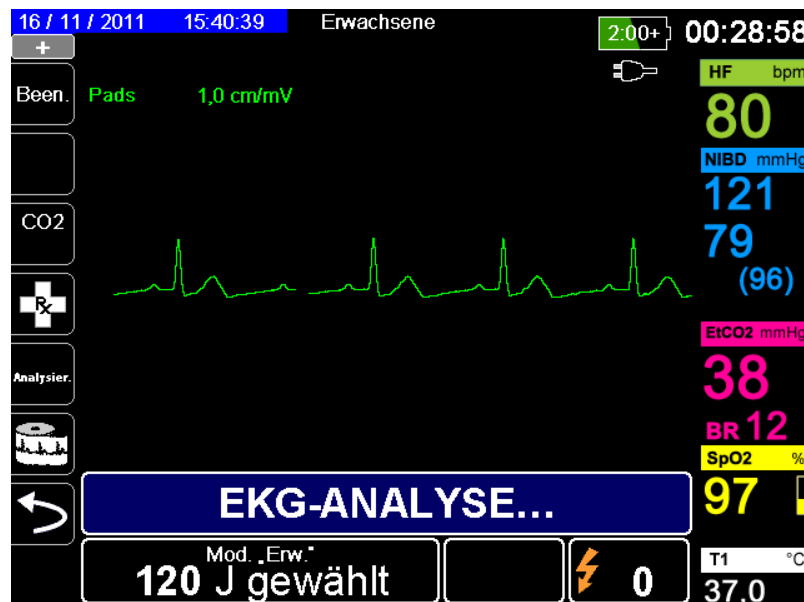 16 / 11 / 2011 15:40:39 Erwachsene 2:00+ 00:28:58
+
Been. Pads 1,0 cm/mV
CO2
Rx
Analysier.
HF bpm
80
NIBD mmHg
121
79
(96)
EtCO2 mmHg
38
BR 12
SpO2 %
97
T1 °C
37,0
EKG-ANALYSE...
Mod. „Erw."
120 J gewählt
0